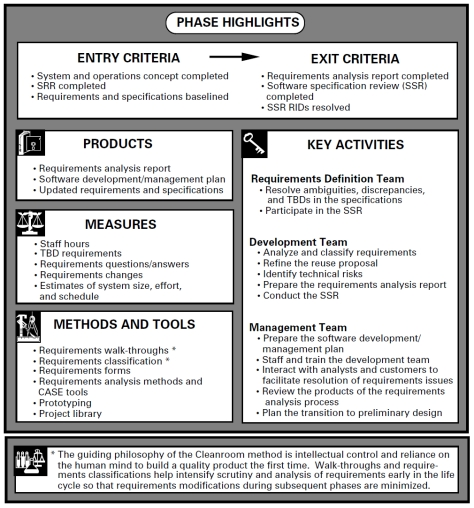 PHASE HIGHLIGHTS
ENTRY CRITERIA
• System and operations concept completed
• SRR completed
• Requirements and specifications baselined
EXIT CRITERIA
• Requirements analysis report completed
• Software specification review (SSR)
completed
• SSR RIDs resolved
PRODUCTS
• Requirements analysis report
• Software development/management plan
• Updated requirements and specifications
MEASURES
• Staff hours
• TBD requirements
• Requirements questions/answers
• Requirements changes
• Estimates of system size, effort,
and schedule
METHODS AND TOOLS
• Requirements walk-throughs *
• Requirements classification *
• Requirements forms
• Requirements analysis methods and
CASE tools
• Prototyping
• Project library
KEY ACTIVITIES
Requirements Definition Team
• Resolve ambiguities, discrepancies,
and TBDs in the specifications
• Participate in the SSR
Development Team
• Analyze and classify requirements
• Refine the reuse proposal
• Identify technical risks
• Prepare the requirements analysis report
• Conduct the SSR
Management Team
• Prepare the software development/
management plan
• Staff and train the development team
• Interact with analysts and customers to
facilitate resolution of requirements issues
• Review the products of the requirements
analysis process
• Plan the transition to preliminary design
* The guiding philosophy of the Cleanroom method is intellectual control and reliance on
the human mind to build a quality product the first time. Walk-throughs and require-
ments classifications help intensify scrutiny and analysis of requirements early in the life
cycle so that requirements modifications during subsequent phases are minimized.